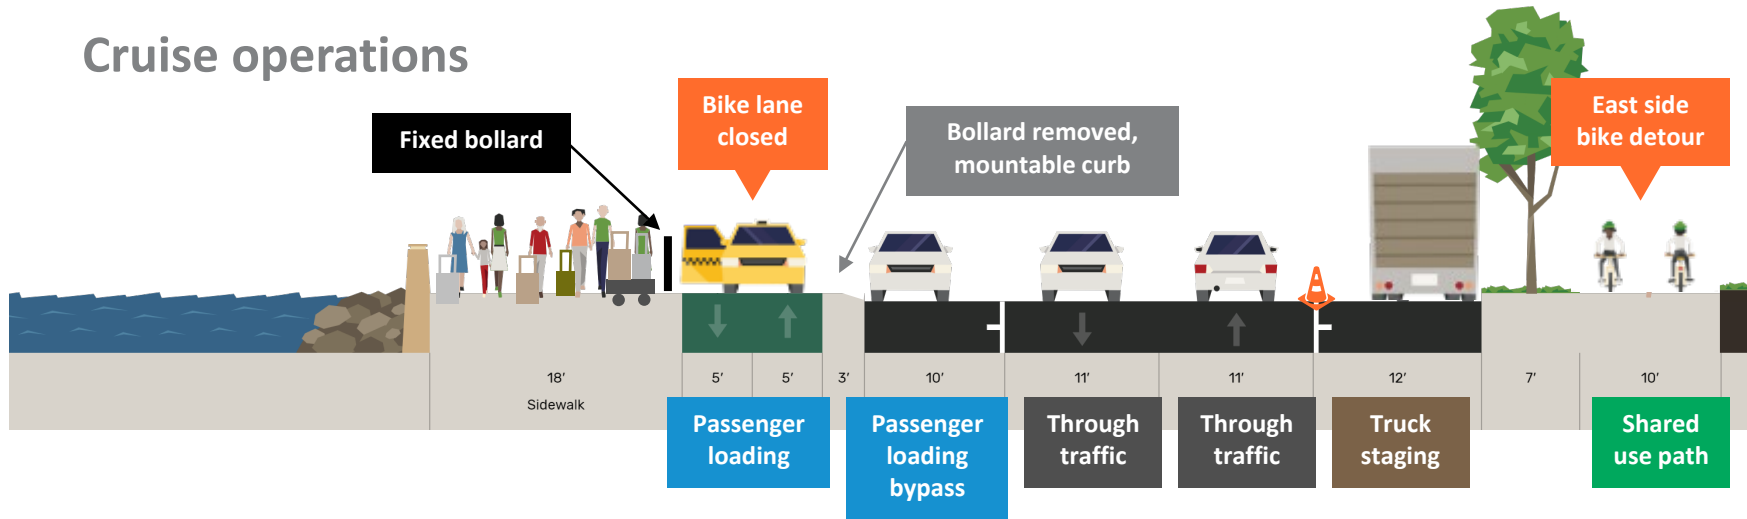 Cruise operations
Fixed bollard
Bike lane
closed
Bollard removed,
mountable curb
East side
bike detour
18'
Sidewalk
5'
5'
3'
10'
11'
11'
12'
7'
10'
Passenger
loading
Passenger
loading
bypass
Through
traffic
Through
traffic
Truck
staging
Shared
use path